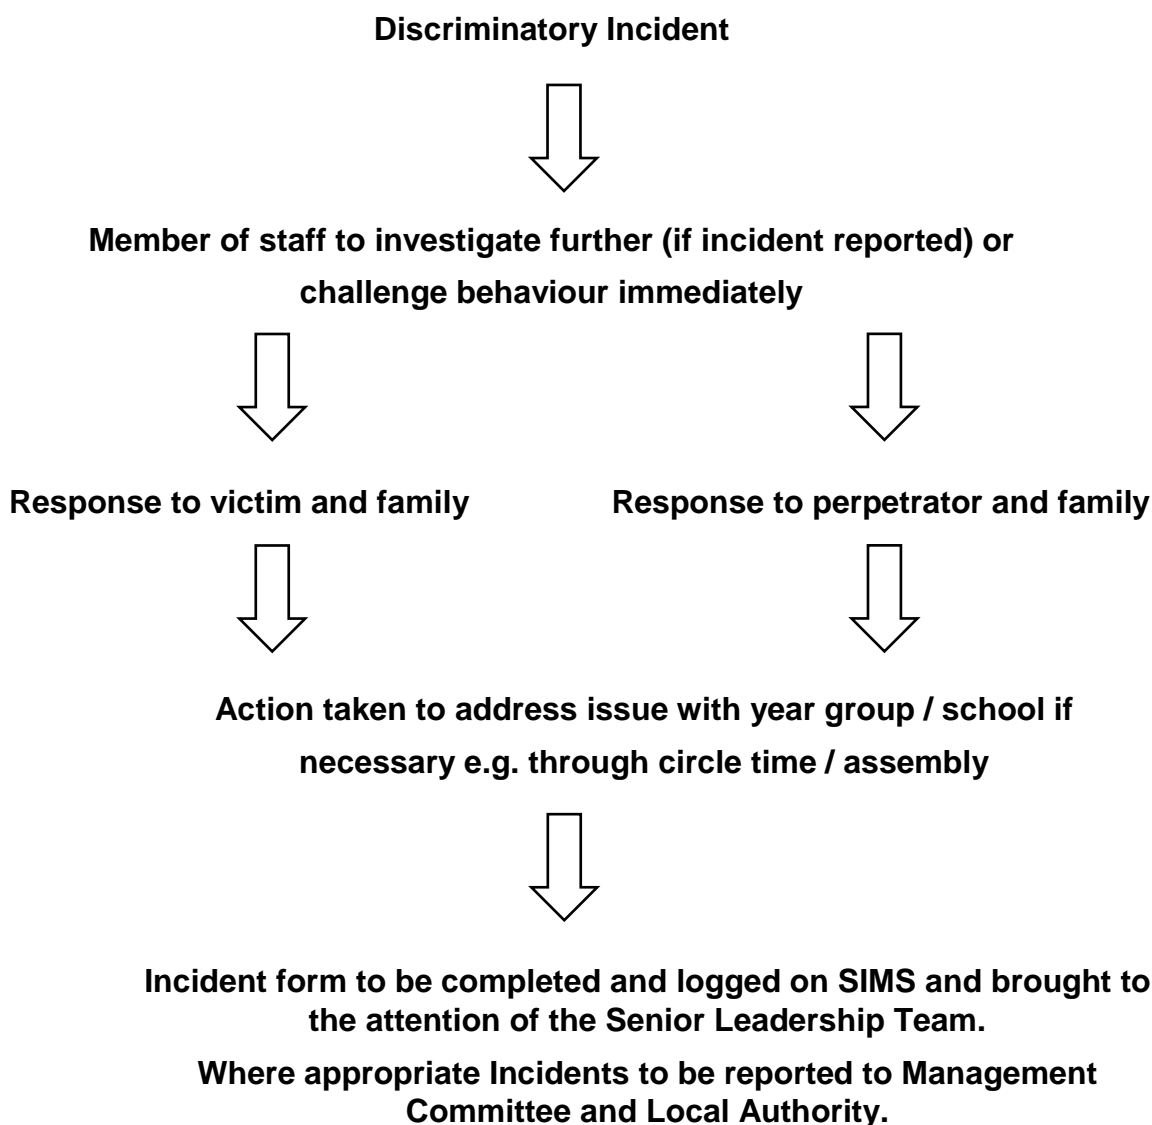 Discriminatory Incident
Member of staff to investigate further (if incident reported) or
challenge behaviour immediately
Response to victim and family
Response to perpetrator and family
Action taken to address issue with year group / school if
necessary e.g. through circle time / assembly
Incident form to be completed and logged on SIMS and brought to
the attention of the Senior Leadership Team.
Where appropriate Incidents to be reported to Management
Committee and Local Authority.